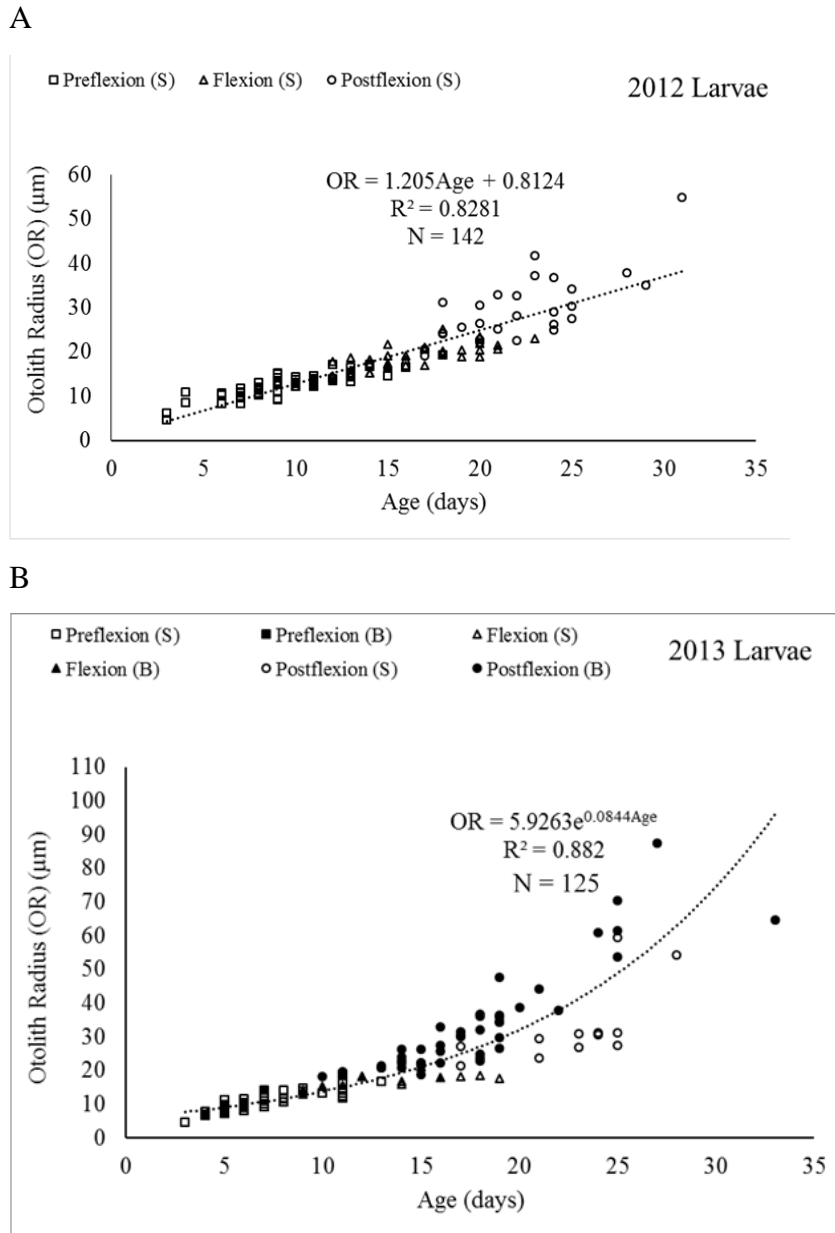 A
Preflexion (S) Flexion (S) Postflexion (S)
2012 Larvae
OR = 1.205Age + 0.8124
R² = 0.8281
N = 142
Otolith Radius (OR) (µm)
60
50
40
30
20
10
0
0 5 10 15 20 25 30 35
Age (days)
B
Preflexion (S) Preflexion (B) Flexion (S)
Flexion (B) Postflexion (S) Postflexion (B)
2013 Larvae
OR = 5.9263e^0.0844Age
R² = 0.882
N = 125
Otolith Radius (OR) (µm)
110
100
90
80
70
60
50
40
30
20
10
0
0 5 10 15 20 25 30 35
Age (days)